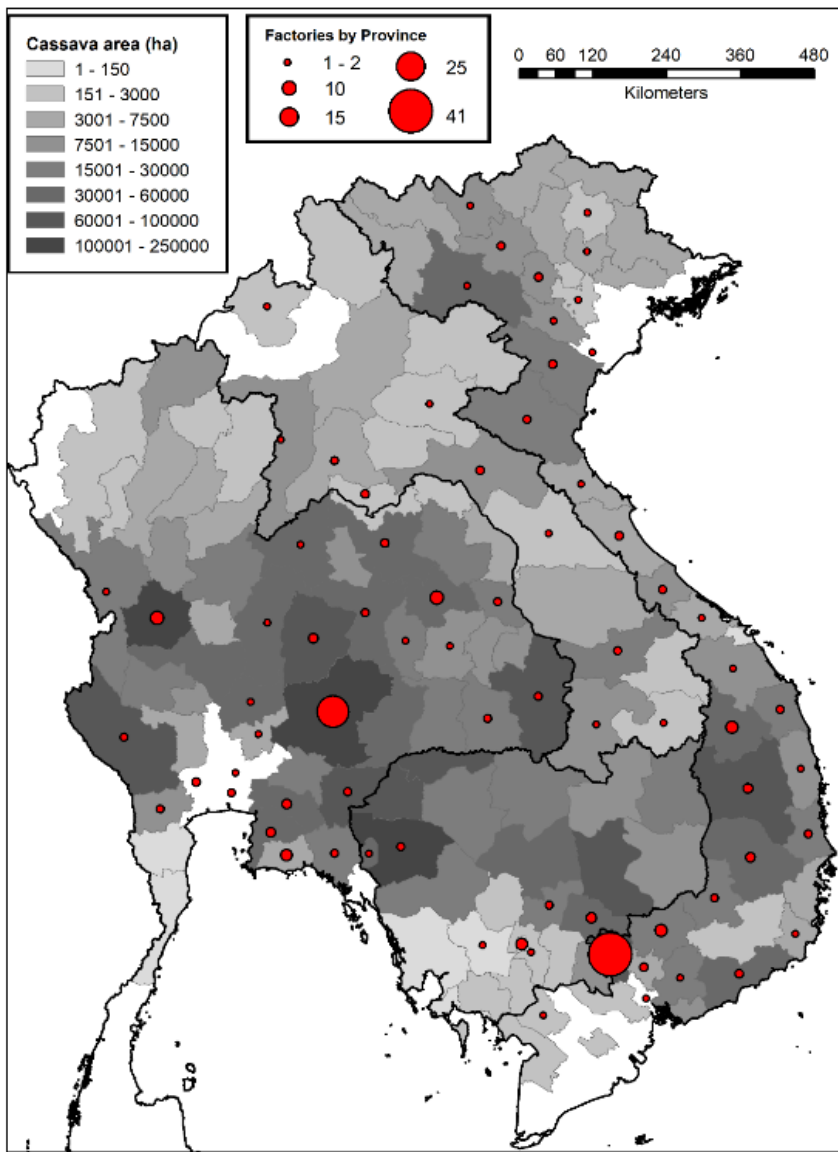 Cassava area (ha)
1 - 150
151 - 3000
3001 - 7500
7501 - 15000
15001 - 30000
30001 - 60000
60001 - 100000
100001 - 250000
Factories by Province
1 - 2
10
15
25
41
0 60 120 240 360 480
Kilometers